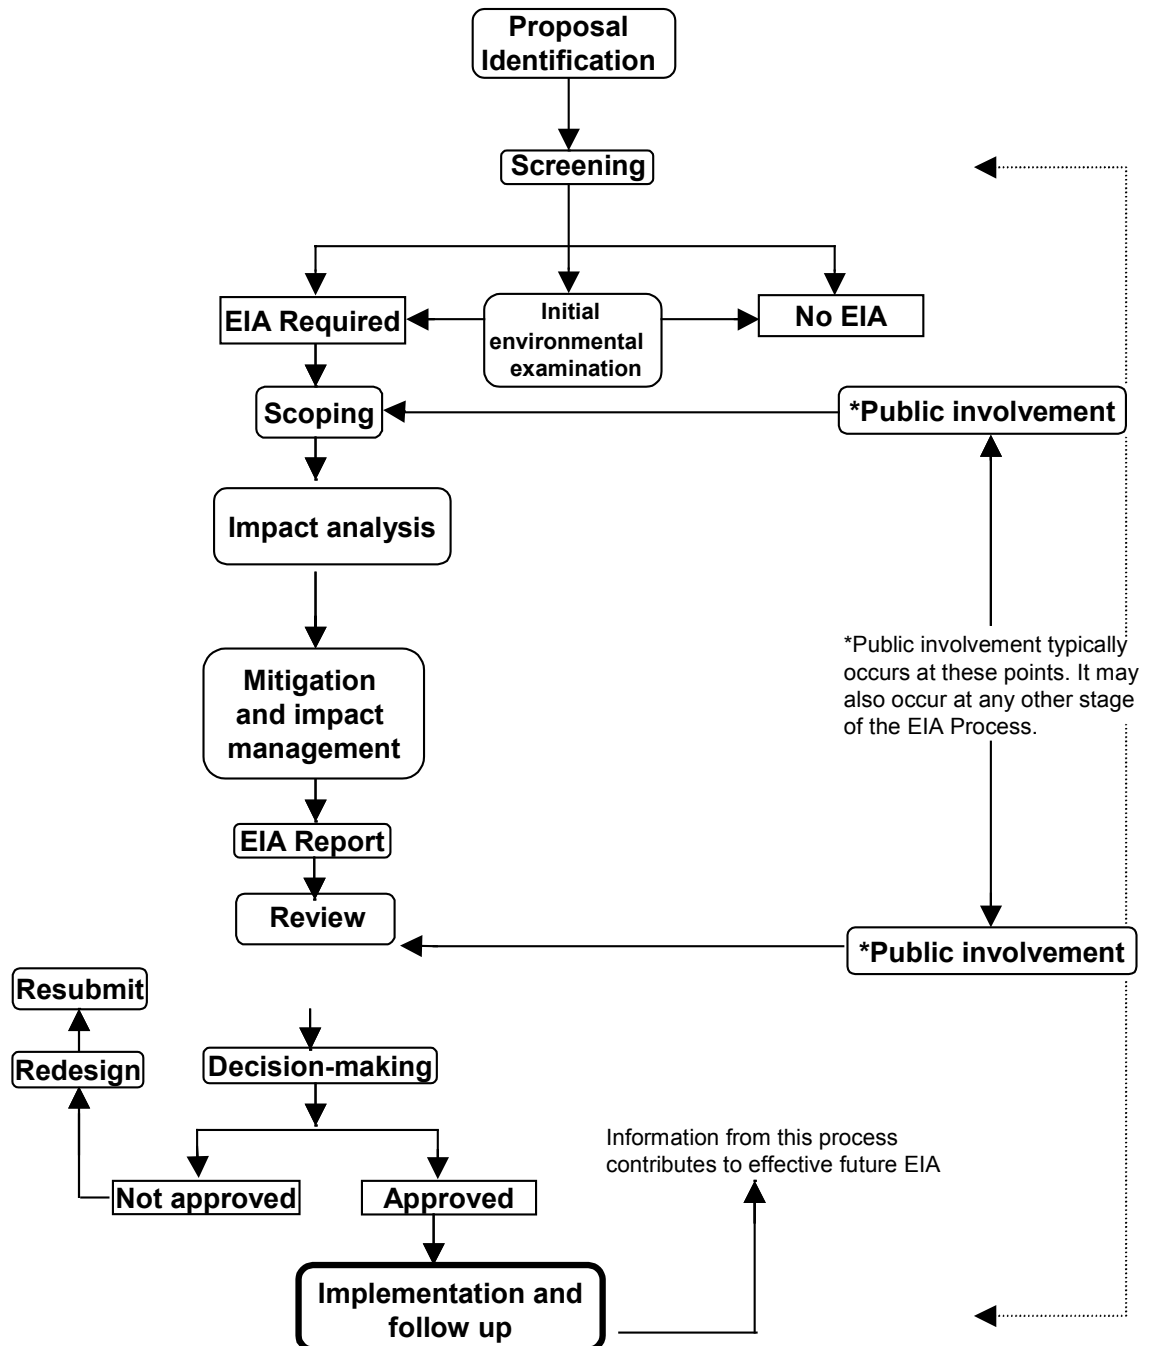 Proposal
Identification
Screening
EIA Required
Initial
environmental
examination
No EIA
Scoping
*Public involvement
Impact analysis
*Public involvement typically
occurs at these points. It may
also occur at any other stage
of the EIA Process.
Mitigation
and impact
management
EIA Report
Review
*Public involvement
Resubmit
Redesign
Decision-making
Information from this process
contributes to effective future EIA
Not approved
Approved
Implementation and
follow up